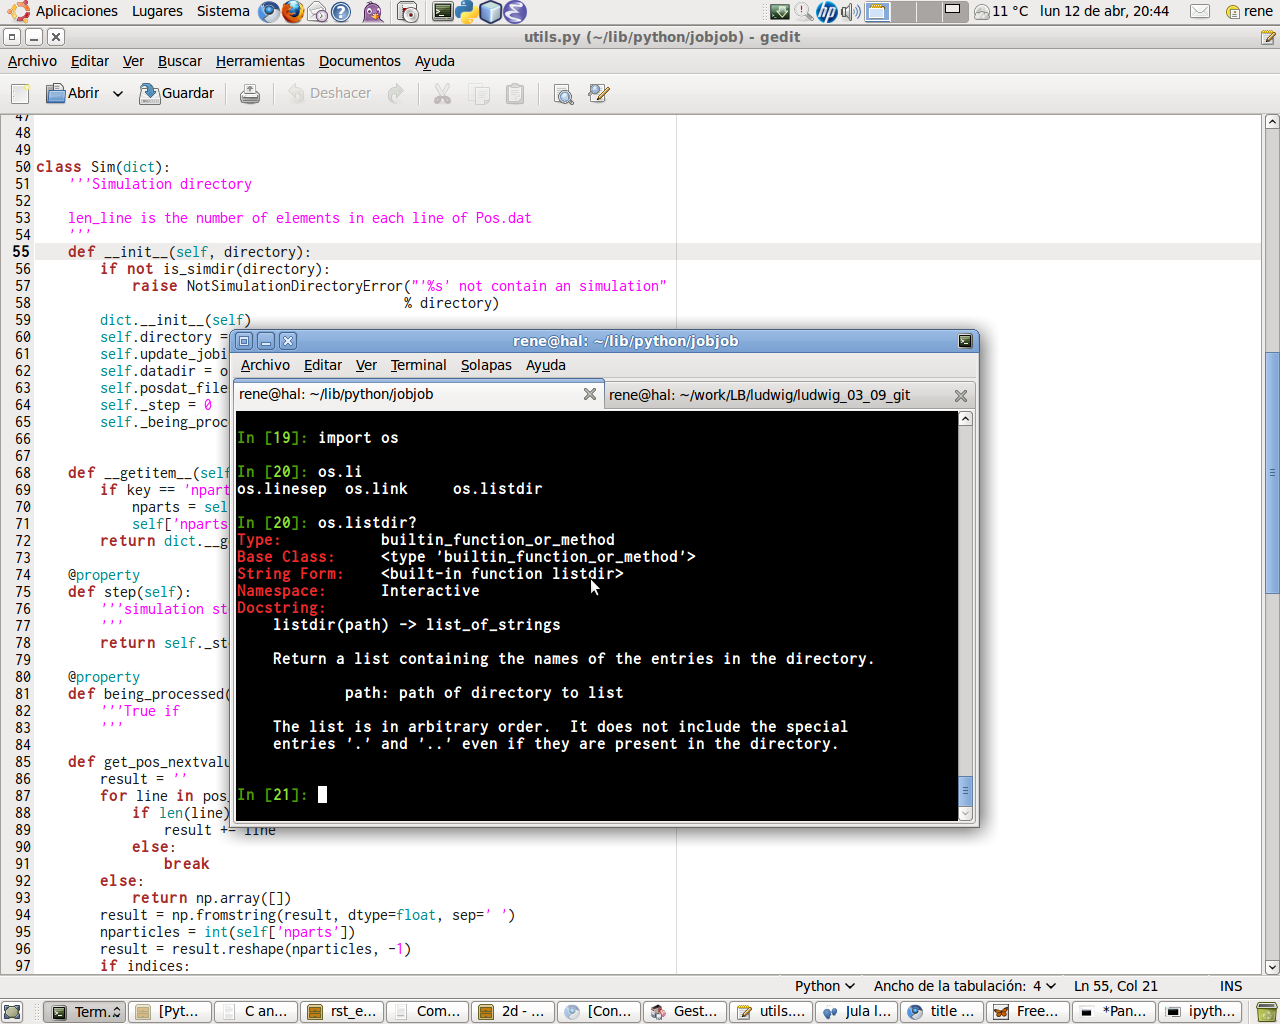 Aplicaciones Lugares Sistema 11 °C lun 12 de abr, 20:44 rene
utils.py (~/lib/python/jobjob) - gedit
Archivo Editar Ver Buscar Herramientas Documentos Ayuda
Abrir Guardar Deshacer
47
48
49
50 class Sim(dict):
51 '''Simulation directory
52
53 len_line is the number of elements in each line of Pos.dat
54 '''
55 def __init__(self, directory):
56 if not is_simdir(directory):
57 raise NotSimulationDirectoryError("'%s' not contain an simulation"
58 % directory)
59 dict.__init__(self)
60 self.directory =
61 self.update_jobi
62 self.datadir = o
63 self.posdat_file
64 self._step = 0
65 self._being_proc
66
67
68 def __getitem__(self
69 if key == 'npart
70 nparts = sel
71 self['nparts
72 return dict.__g
73
74 @property
75 def step(self):
76 '''simulation st
77 '''
78 return self._st
79
80 @property
81 def being_processed(
82 '''True if
83 '''
84
85 def get_pos_nextvalu
86 result = ''
87 for line in pos_
88 if len(line)
89 result += line
90 else:
91 break
92 else:
93 return np.array([])
94 result = np.fromstring(result, dtype=float, sep=' ')
95 nparticles = int(self['nparts'])
96 result = result.reshape(nparticles, -1)
97 if indices:
rene@hal: ~/lib/python/jobjob
Archivo Editar Ver Terminal Solapas Ayuda
rene@hal: ~/lib/python/jobjob rene@hal: ~/work/LB/ludwig/ludwig_03_09_git
In [19]: import os
In [20]: os.li
os.linesep os.link os.listdir
In [20]: os.listdir?
Type: builtin_function_or_method
Base Class: <type 'builtin_function_or_method'>
String Form: <built-in function listdir>
Namespace: Interactive
Docstring:
listdir(path) -> list_of_strings
Return a list containing the names of the entries in the directory.
path: path of directory to list
The list is in arbitrary order. It does not include the special
entries '.' and '..' even if they are present in the directory.
In [21]:
Python Ancho de la tabulación: 4 Ln 55, Col 21 INS
Term... [Pyt... C an... rst_e... Com... 2d - ... [Con... Gest... utils.... Jula l... title ... Free... *Pan... ipyth...